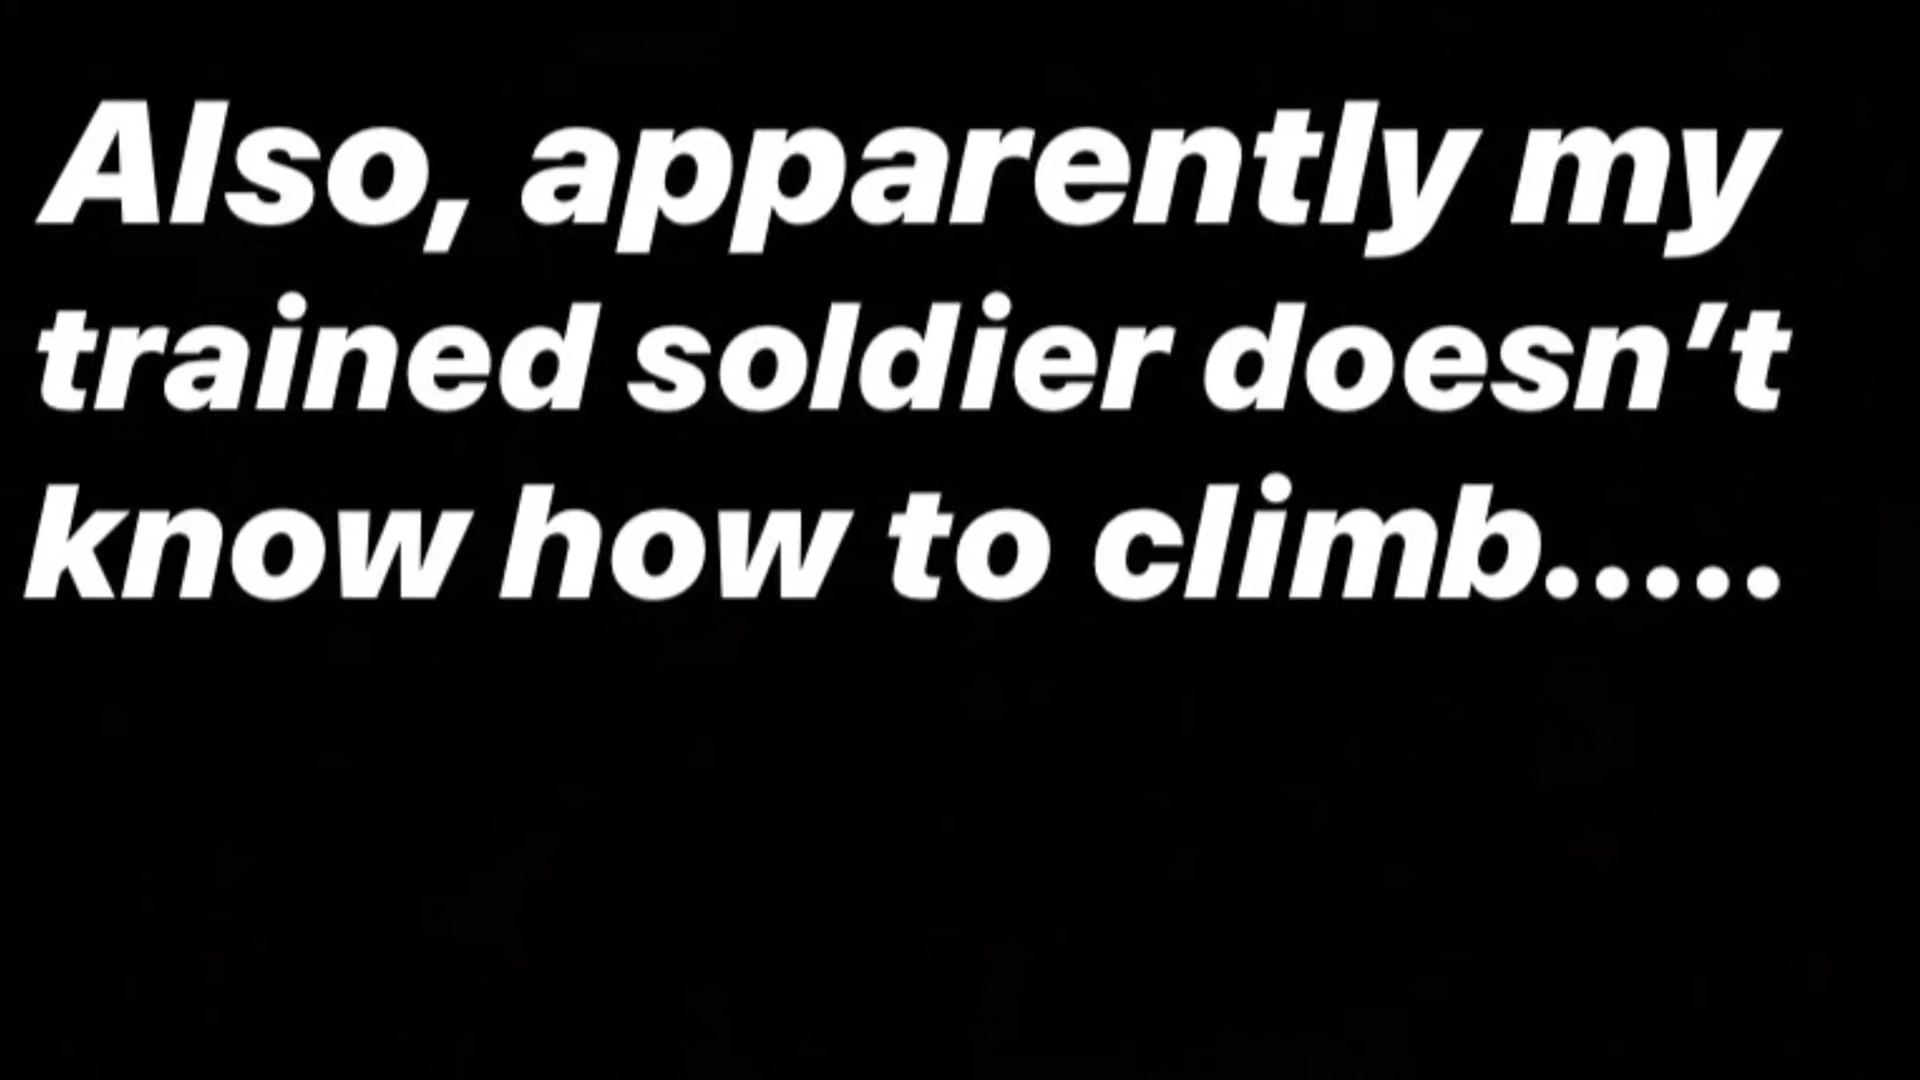 Also, apparently my
trained soldier doesn’t
know how to climb.....